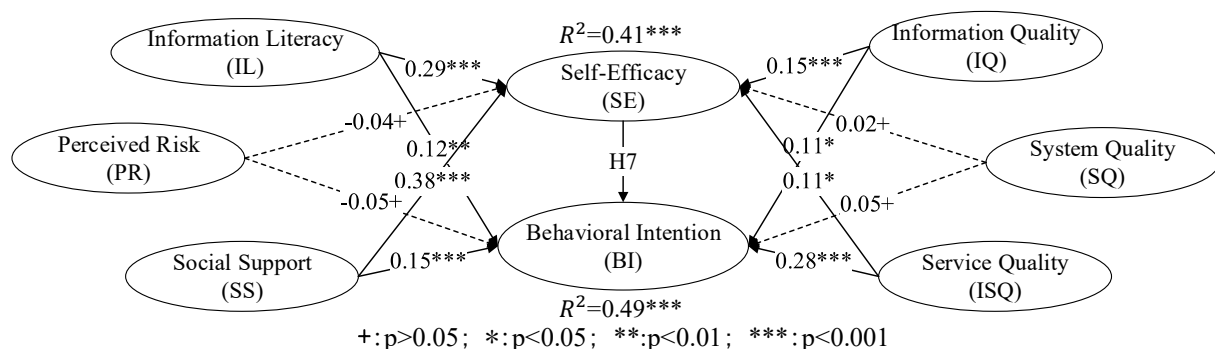 Information Literacy
(IL)
R²=0.41***
Information Quality
(IQ)
0.29***
Self-Efficacy
(SE)
0.15***
-0.04+
0.02+
Perceived Risk
(PR)
0.12**
H7
0.11*
System Quality
(SQ)
0.38***
0.11*
-0.05+
0.05+
Social Support
(SS)
0.15***
Behavioral Intention
(BI)
0.28***
Service Quality
(ISQ)
R²=0.49***
+:p>0.05; *:p<0.05; **:p<0.01; ***:p<0.001